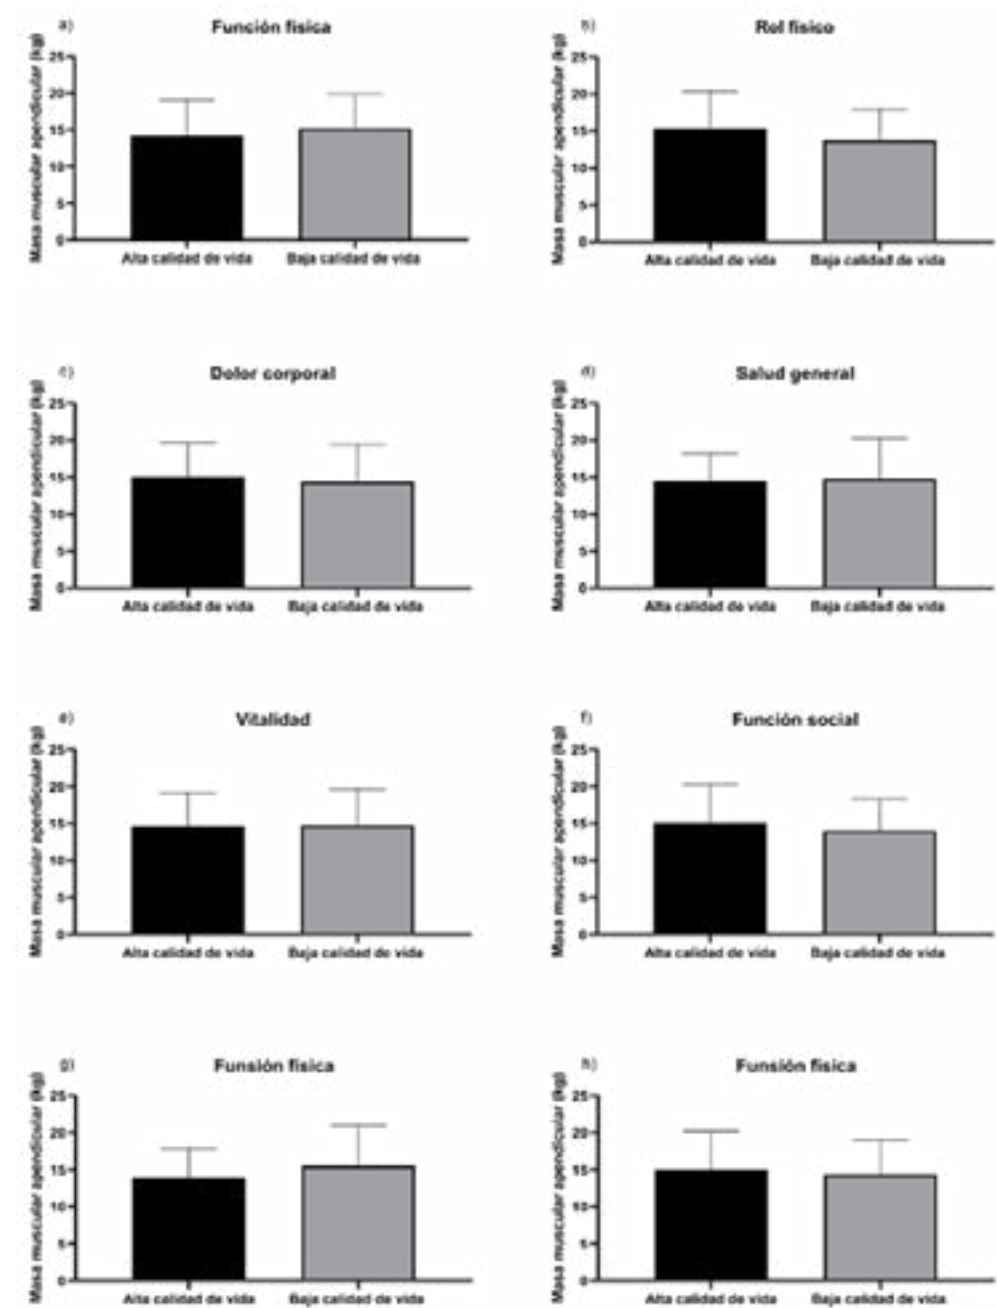 a)
Función física
Masa muscular apendicular (kg)
25
20
15
10
5
0
Alta calidad de vida
Baja calidad de vida
b)
Rol físico
Masa muscular apendicular (kg)
25
20
15
10
5
0
Alta calidad de vida
Baja calidad de vida
c)
Dolor corporal
Masa muscular apendicular (kg)
25
20
15
10
5
0
Alta calidad de vida
Baja calidad de vida
d)
Salud general
Masa muscular apendicular (kg)
25
20
15
10
5
0
Alta calidad de vida
Baja calidad de vida
e)
Vitalidad
Masa muscular apendicular (kg)
25
20
15
10
5
0
Alta calidad de vida
Baja calidad de vida
f)
Función social
Masa muscular apendicular (kg)
25
20
15
10
5
0
Alta calidad de vida
Baja calidad de vida
g)
Funsión física
Masa muscular apendicular (kg)
25
20
15
10
5
0
Alta calidad de vida
Baja calidad de vida
h)
Funsión física
Masa muscular apendicular (kg)
25
20
15
10
5
0
Alta calidad de vida
Baja calidad de vida